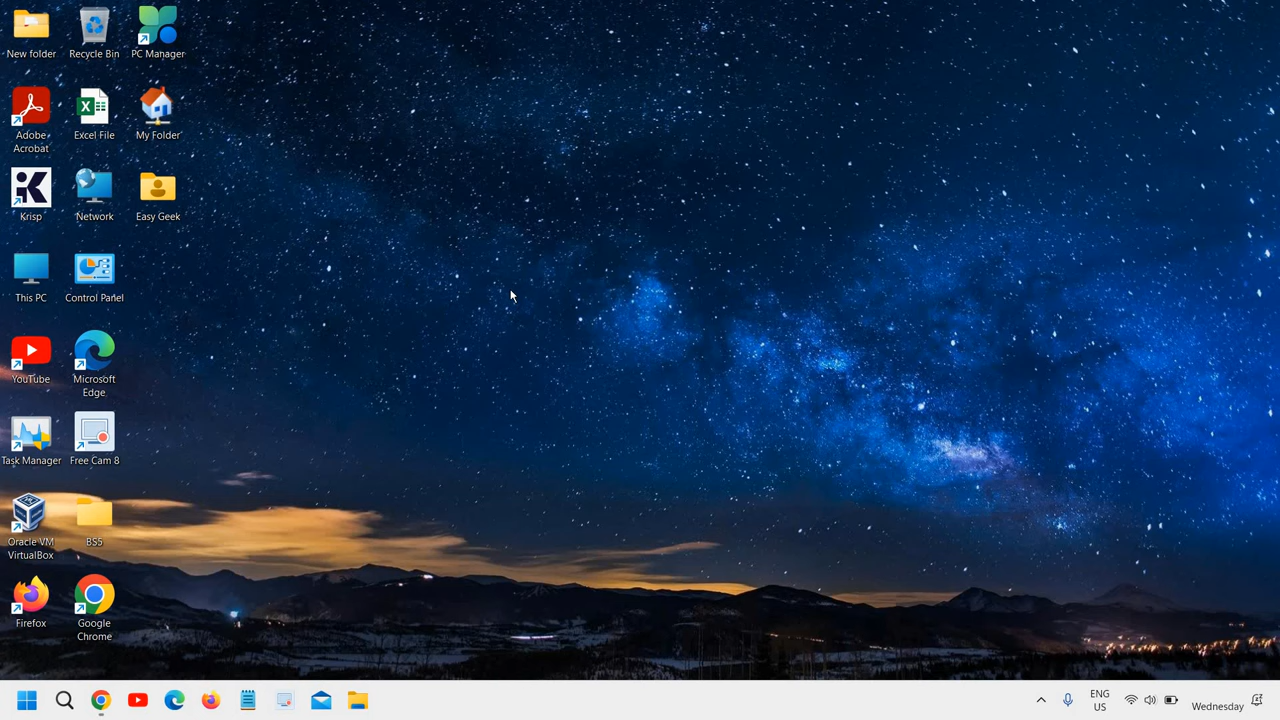 New folder
Recycle Bin
PC Manager
Adobe
Acrobat
Excel File
My Folder
Krisp
Network
Easy Geek
This PC
Control Panel
YouTube
Microsoft
Edge
Task Manager
Free Cam 8
Oracle VM
VirtualBox
BS5
Firefox
Google
Chrome
ENG
US
Wednesday